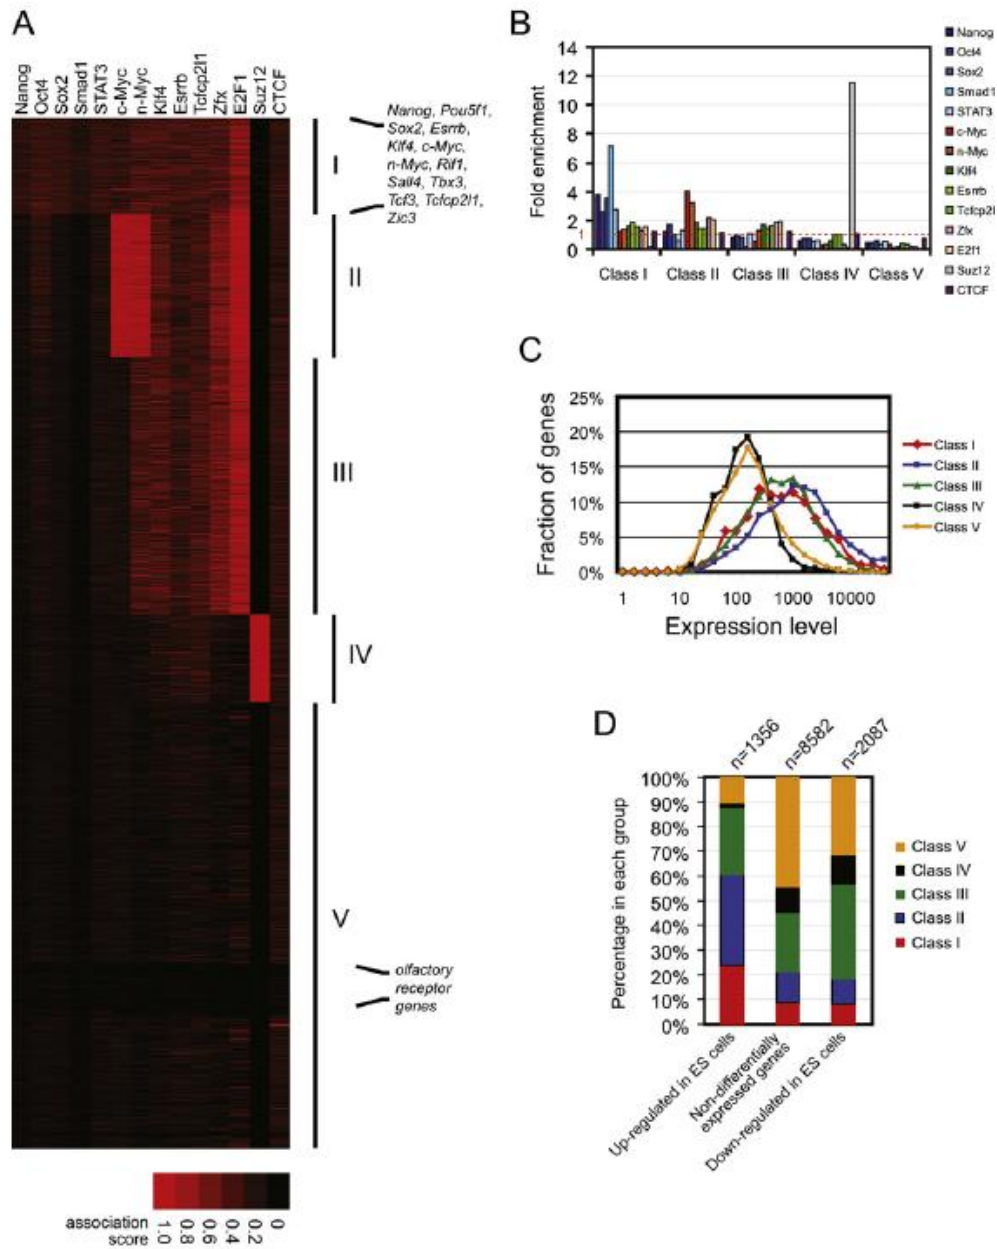 A
Nanog
Oct4
Sox2
Smad1
STAT3
c-Myc
n-Myc
Klf4
Esrrb
Tcfcp2l1
Zfx
E2F1
Suz12
CTCF
Nanog, Pou5f1,
Sox2, Esrrb,
Klf4, c-Myc,
n-Myc, Rif1,
Sall4, Tbx3,
Tcf3, Tcfcp2l1,
Zic3
I
II
III
IV
V
olfactory
receptor
genes
association
score
1.0
0.8
0.6
0.4
0.2
0
B
Fold enrichment
14
12
10
8
6
4
2
0
1
Class I
Class II
Class III
Class IV
Class V
Nanog
Oct4
Sox2
Smad1
STAT3
c-Myc
n-Myc
Klf4
Esrrb
Tcfcp2l
Zfx
E2f1
Suz12
CTCF
C
Fraction of genes
25%
20%
15%
10%
5%
0%
1
10
100
1000
10000
Expression level
Class I
Class II
Class III
Class IV
Class V
D
n=1356
n=8582
n=2087
Percentage in each group
100%
90%
80%
70%
60%
50%
40%
30%
20%
10%
0%
Up-regulated in ES cells
Non-differentially
expressed genes
Down-regulated in ES cells
Class V
Class IV
Class III
Class II
Class I